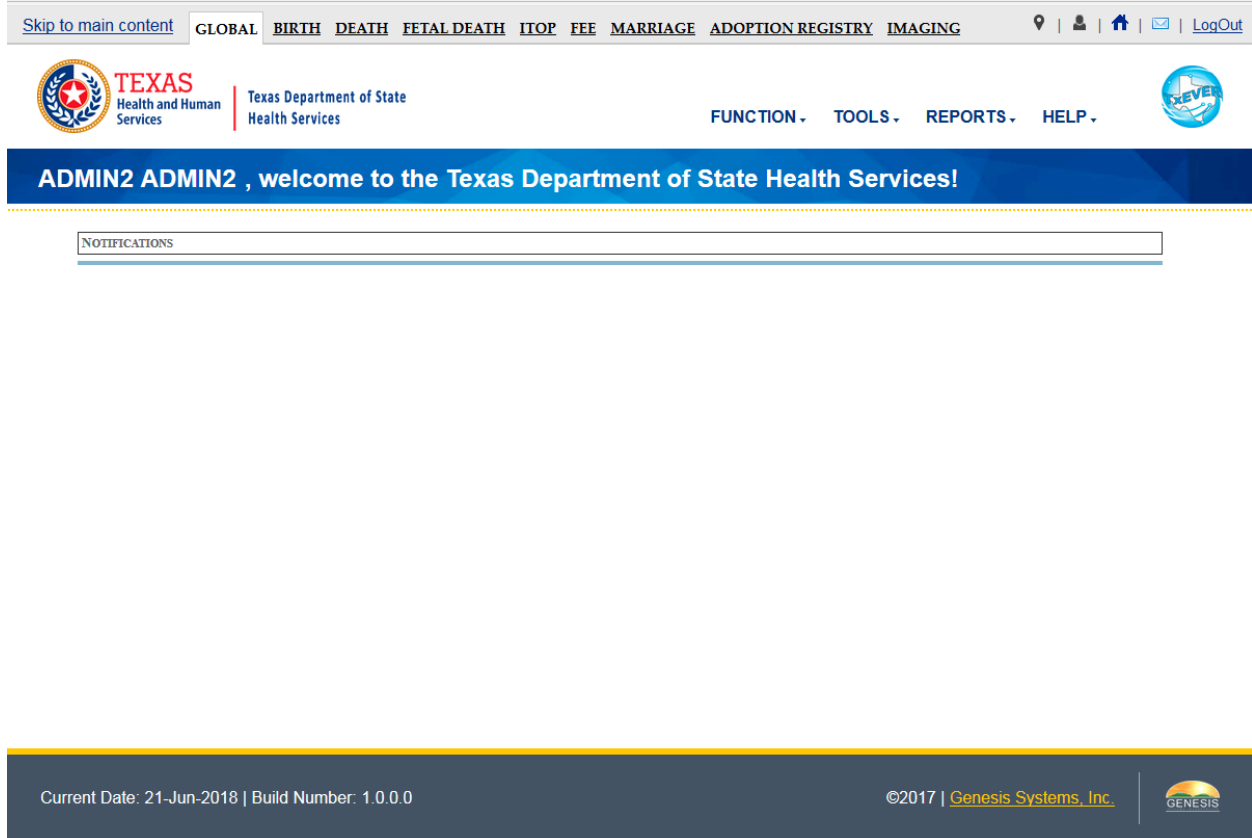 Skip to main content GLOBAL BIRTH DEATH FETAL DEATH ITOP FEE MARRIAGE ADOPTION REGISTRY IMAGING | | | | LogOut
TEXAS
Health and Human
Services
Texas Department of State
Health Services
FUNCTION TOOLS REPORTS HELP
TxEVER
ADMIN2 ADMIN2 , welcome to the Texas Department of State Health Services!
NOTIFICATIONS
Current Date: 21-Jun-2018 | Build Number: 1.0.0.0
©2017 | Genesis Systems, Inc.
GENESIS